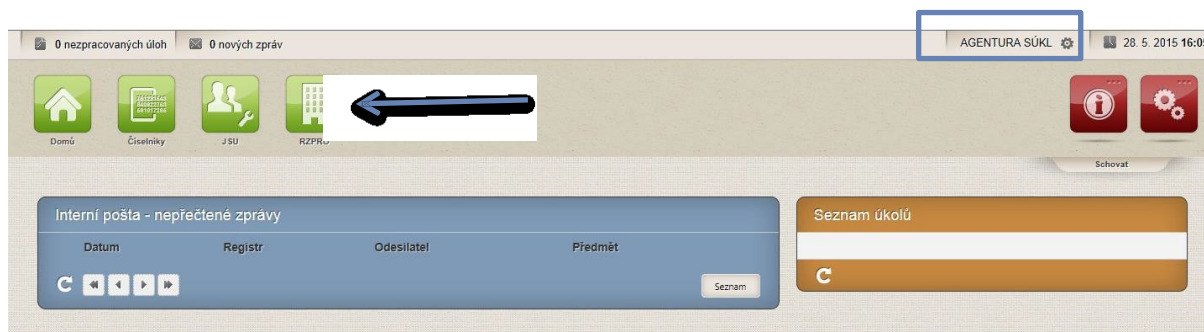 0 nezpracovaných úloh
0 nových zpráv
AGENTURA SÚKL
28. 5. 2015 16:0
Domů
Číselníky
JSU
RZPRO
Schovat
Interní pošta - nepřečtené zprávy
Datum Registr Odesilatel Předmět
Seznam
Seznam úkolů